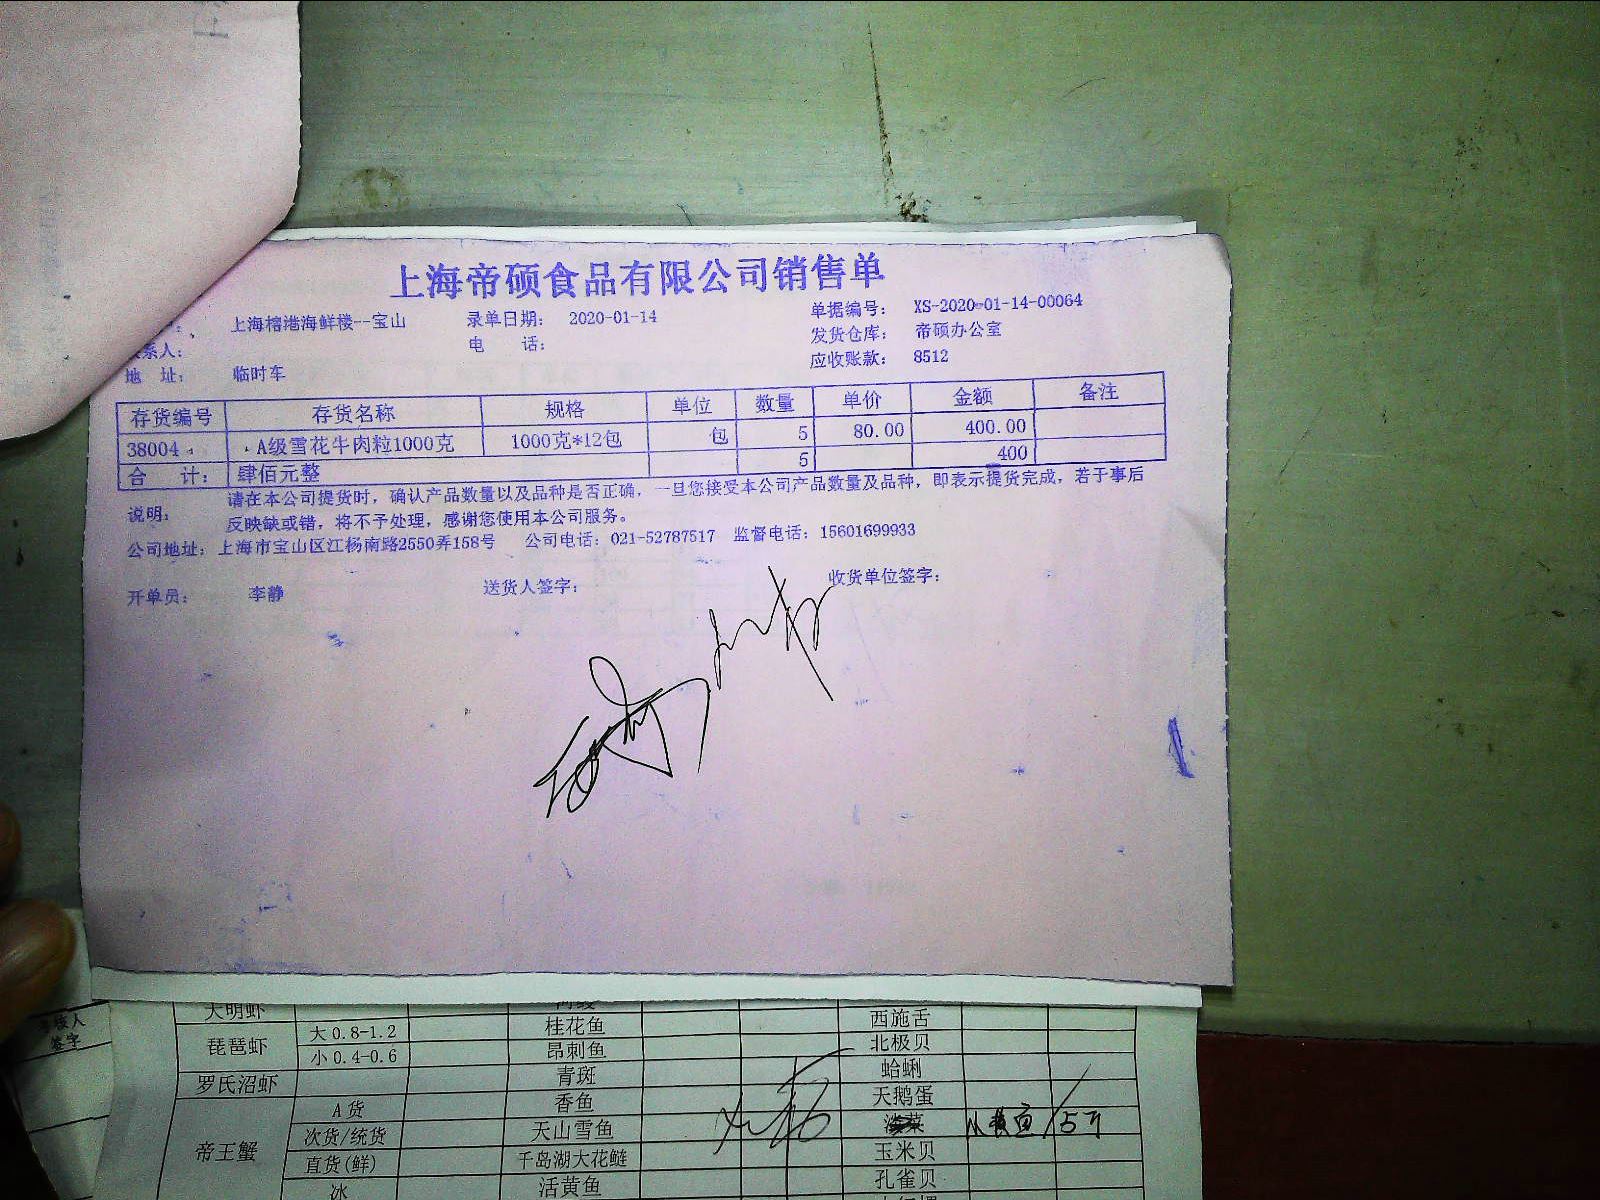 上海帝硕食品有限公司销售单
上海榕港海鲜楼--宝山 录单日期: 2020-01-14 单据编号: XS-2020-01-14-00064
系人: 电 话: 发货仓库: 帝硕办公室
地 址: 临时车 应收账款: 8512
存货编号 存货名称 规格 单位 数量 单价 金额 备注
38004 A级雪花牛肉粒1000克 1000克*12包 包 5 80.00 400.00
合 计: 肆佰元整 5 400
说明: 请在本公司提货时，确认产品数量以及品种是否正确，一旦您接受本公司产品数量及品种，即表示提货完成，若于事后
反映缺或错，将不予处理，感谢您使用本公司服务。
公司地址: 上海市宝山区江杨南路2550弄158号 公司电话: 021-52787517 监督电话: 15601699933
开单员: 李静 送货人签字: 收货单位签字:
大明虾
琵琶虾 大0.8-1.2 桂花鱼 西施舌
小0.4-0.6 昂刺鱼 北极贝
罗氏沼虾 青斑 蛤蜊
A货 香鱼 天鹅蛋
帝王蟹 次货/统货 天山雪鱼 小黄鱼/5斤
直货(鲜) 千岛湖大花鲢 玉米贝
冰 活黄鱼 孔雀贝
签字